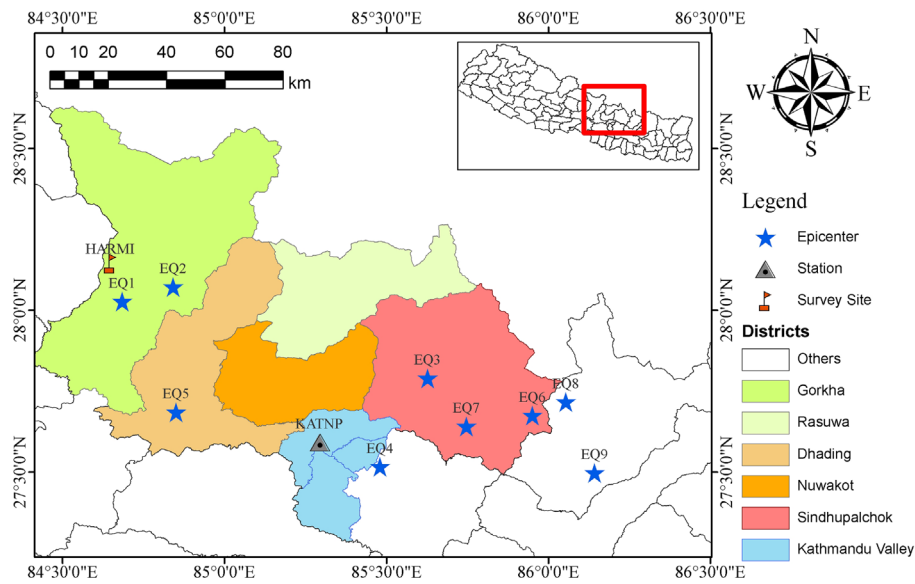 84°30'0"E 85°0'0"E 85°30'0"E 86°0'0"E 86°30'0"E
0 10 20 40 60 80
km
N
W E
S
28°30'0"N 28°30'0"N
28°0'0"N 28°0'0"N
27°30'0"N 27°30'0"N
HARMI
EQ1
EQ2
EQ3
EQ5
EQ7
EQ6
EQ8
KATNP
EQ4
EQ9
Legend
Epicenter
Station
Survey Site
Districts
Others
Gorkha
Rasuwa
Dhading
Nuwakot
Sindhupalchok
Kathmandu Valley
84°30'0"E 85°0'0"E 85°30'0"E 86°0'0"E 86°30'0"E